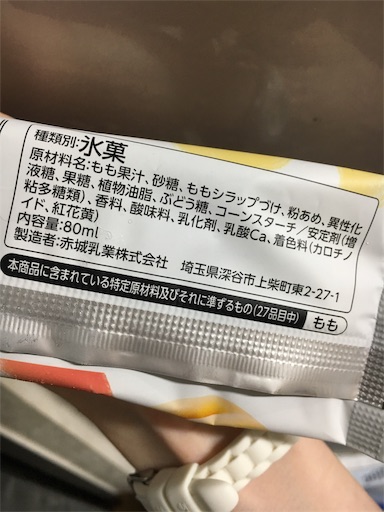 種類別:氷菓
原材料名:もも果汁、砂糖、ももシラップづけ、粉あめ、異性化
液糖、果糖、植物油脂、ぶどう糖、コーンスターチ／安定剤(増
粘多糖類)、香料、酸味料、乳化剤、乳酸Ca、着色料(カロチノ
イド、紅花黄)
内容量:80ml
製造者:赤城乳業株式会社 埼玉県深谷市上柴町東2-27-1
本商品に含まれている特定原材料及びそれに準ずるもの(27品目中) もも